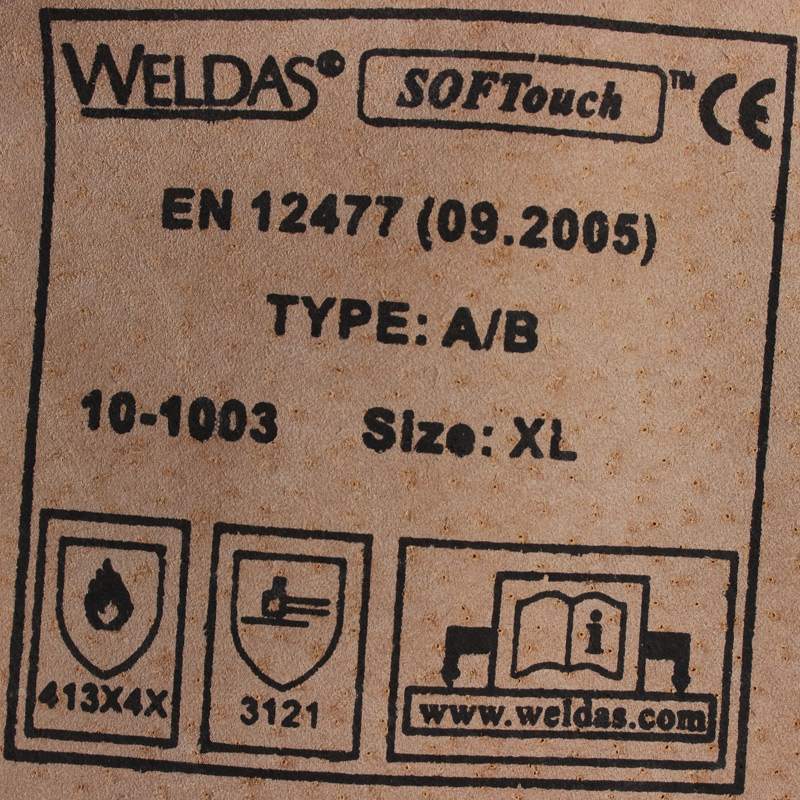 WELDAS® SOFTouch™ CE
EN 12477 (09.2005)
TYPE: A/B
10-1003 Size: XL
413X4X
3121
i
www.weldas.com